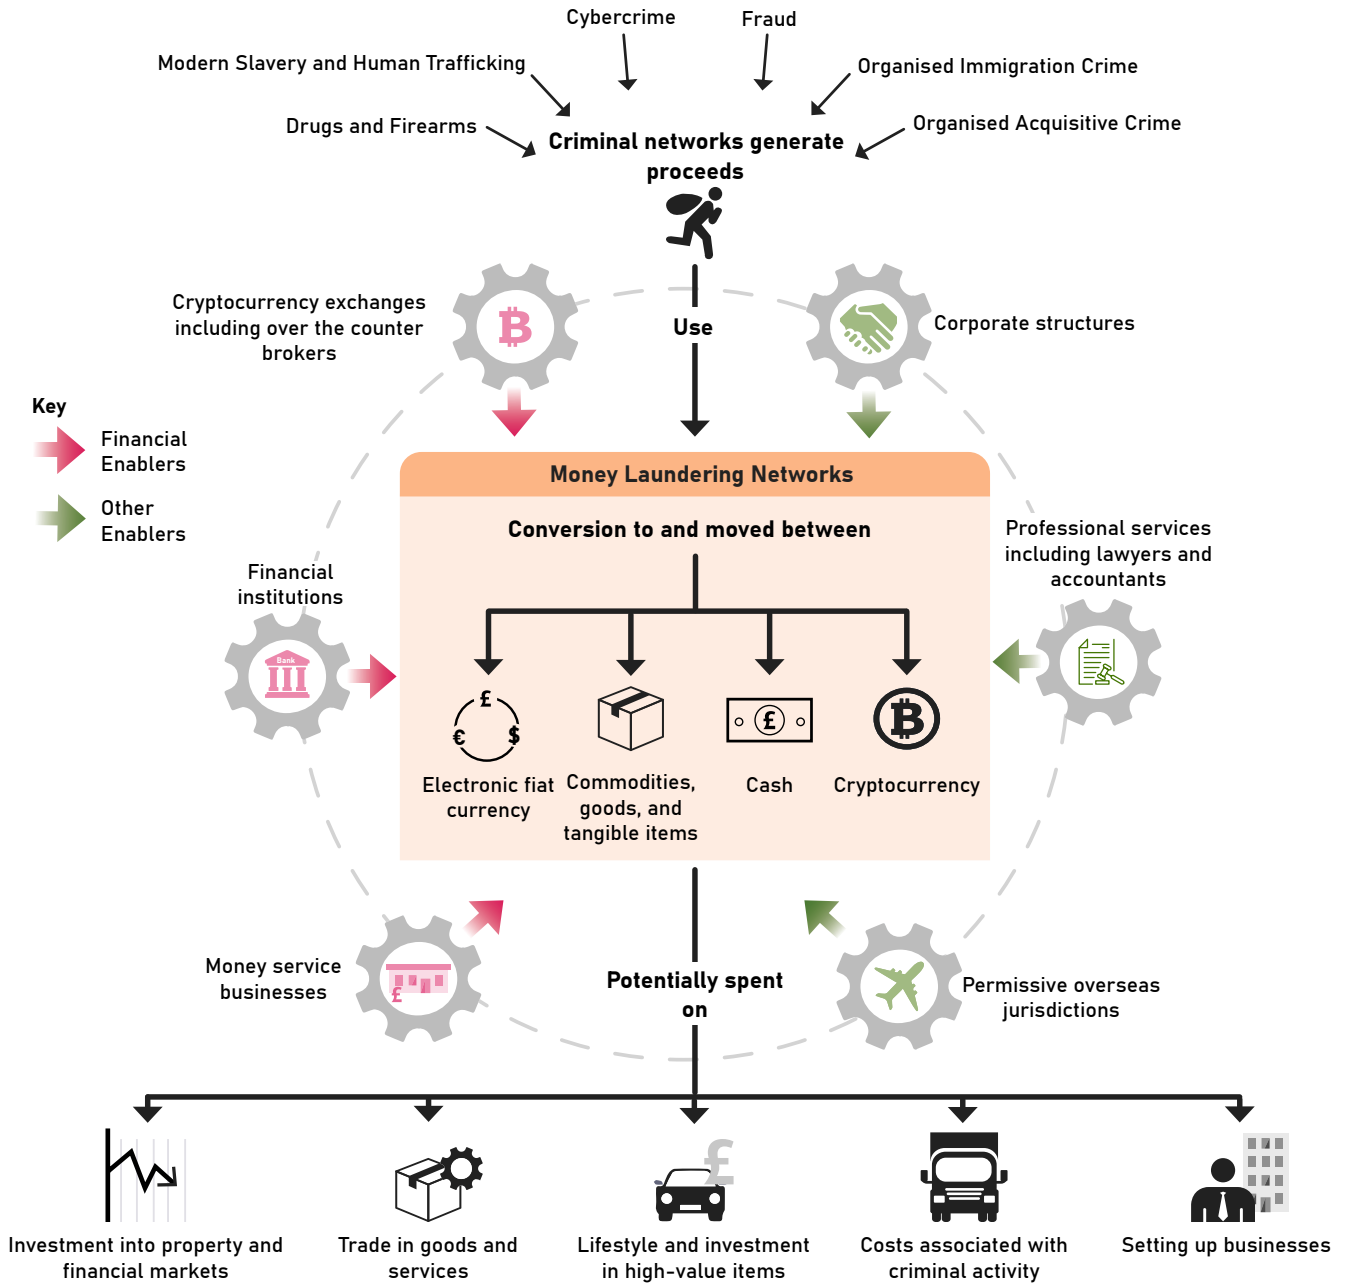 Cybercrime
Fraud
Modern Slavery and Human Trafficking
Organised Immigration Crime
Drugs and Firearms
Organised Acquisitive Crime
Criminal networks generate
proceeds
Cryptocurrency exchanges
including over the counter
brokers
Use
Corporate structures
Key
Financial
Enablers
Other
Enablers
Money Laundering Networks
Conversion to and moved between
Professional services
including lawyers and
accountants
Financial
institutions
Bank
£
€
$
£
Electronic fiat
currency
Commodities,
goods, and
tangible items
Cash
Cryptocurrency
Money service
businesses
£
Potentially spent
on
Permissive overseas
jurisdictions
£
Investment into property and
financial markets
Trade in goods and
services
Lifestyle and investment
in high-value items
Costs associated with
criminal activity
Setting up businesses